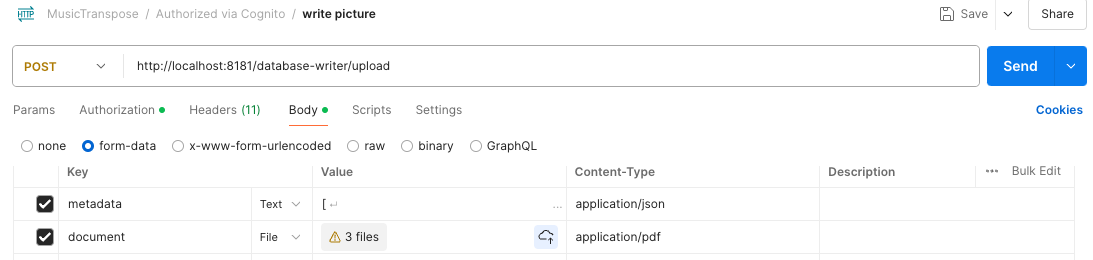 HTTP MusicTranspose / Authorized via Cognito / write picture Save Share
POST http://localhost:8181/database-writer/upload Send
Params Authorization Headers (11) Body Scripts Settings Cookies
none form-data x-www-form-urlencoded raw binary GraphQL
Key Value Content-Type Description ••• Bulk Edit
metadata Text [ ↵ ... application/json
document File 3 files application/pdf